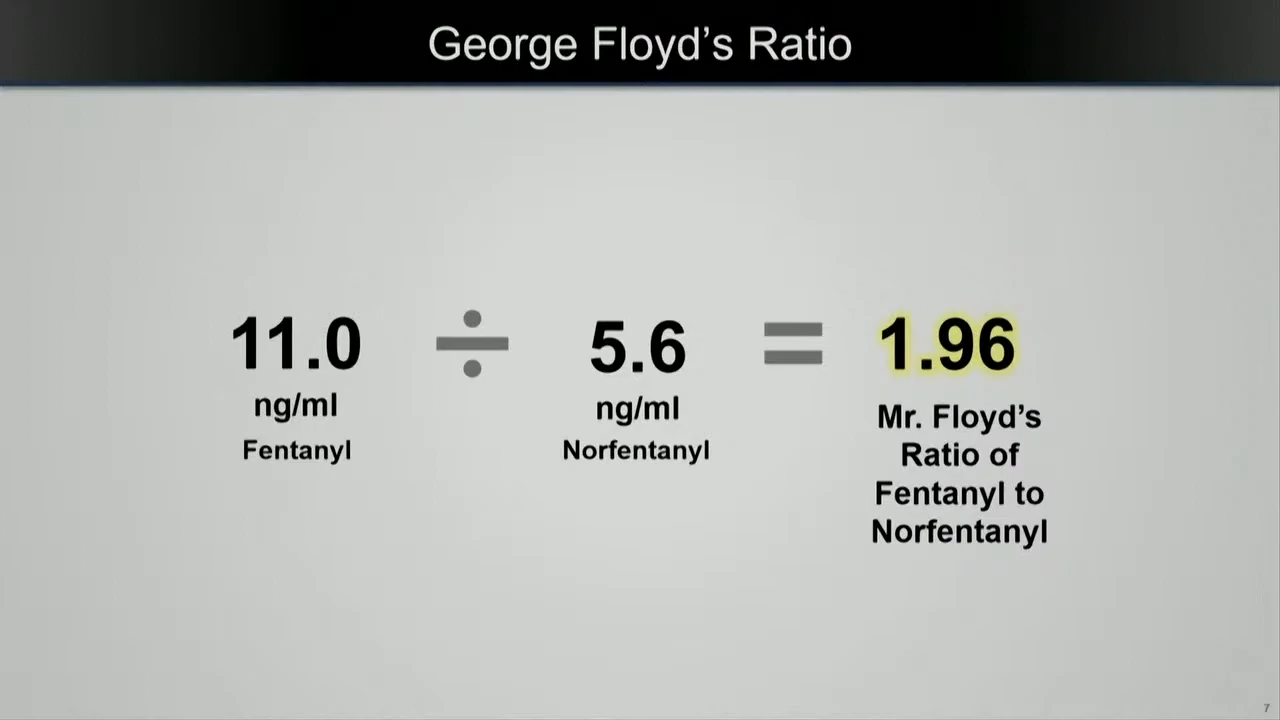 George Floyd’s Ratio
11.0 ÷ 5.6 = 1.96
ng/ml ng/ml
Fentanyl Norfentanyl
Mr. Floyd’s
Ratio of
Fentanyl to
Norfentanyl
7